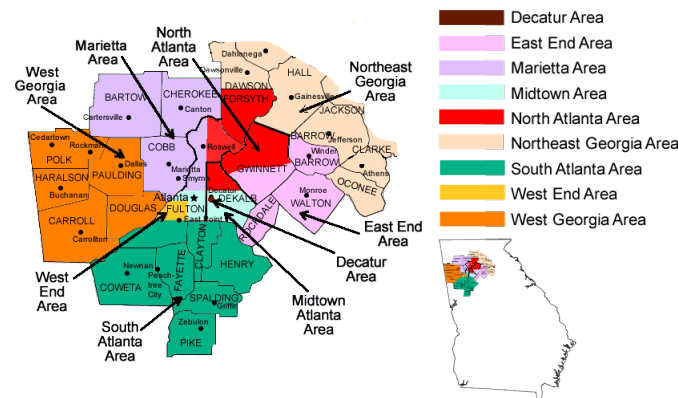 North
Atlanta
Area
Marietta
Area
West
Georgia
Area
Northeast
Georgia
Area
Dahlonega
Dawsonville
DAWSON
HALL
FORSYTH
Gainesville
JACKSON
CHEROKEE
Canton
BARTOW
Cartersville
BARROW
Jefferson
CLARKE
Athens
OCONEE
Winder
BARROW
Cedartown
Rockmart
POLK
Dallas
PAULDING
HARALSON
Buchanan
COBB
Marietta
Smyrna
Roswell
GWINNETT
Monroe
WALTON
ROCKDALE
Decatur
DEKALB
Atlanta
FULTON
East Point
DOUGLAS
CARROLL
Carrollton
East End
Area
Decatur
Area
West
End
Area
Newnan
Peach-
tree
City
COWETA
FAYETTE
CLAYTON
HENRY
SPALDING
Griffin
Zebulon
PIKE
Midtown
Atlanta
Area
South
Atlanta Area
Decatur Area
East End Area
Marietta Area
Midtown Area
North Atlanta Area
Northeast Georgia Area
South Atlanta Area
West End Area
West Georgia Area